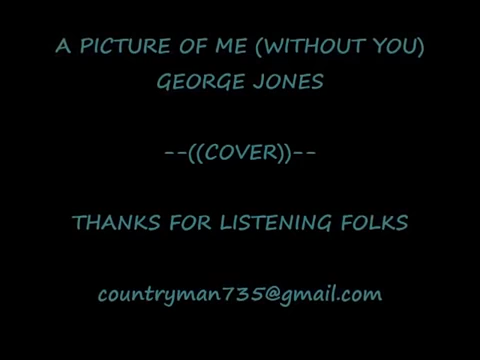 A PICTURE OF ME (WITHOUT YOU)
GEORGE JONES
--((COVER))--
THANKS FOR LISTENING FOLKS
countryman735@gmail.com